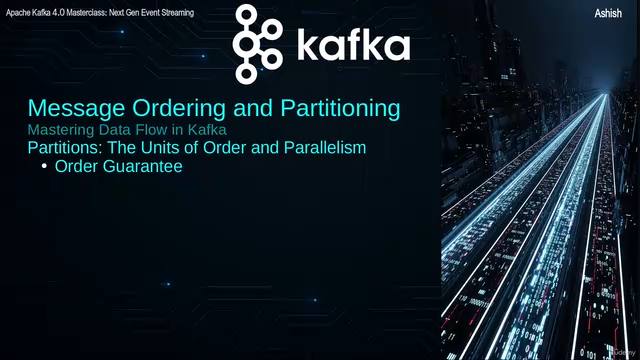 Apache Kafka 4.0 Masterclass: Next Gen Event Streaming
Ashish
kafka
Message Ordering and Partitioning
Mastering Data Flow in Kafka
Partitions: The Units of Order and Parallelism
• Order Guarantee
Udemy